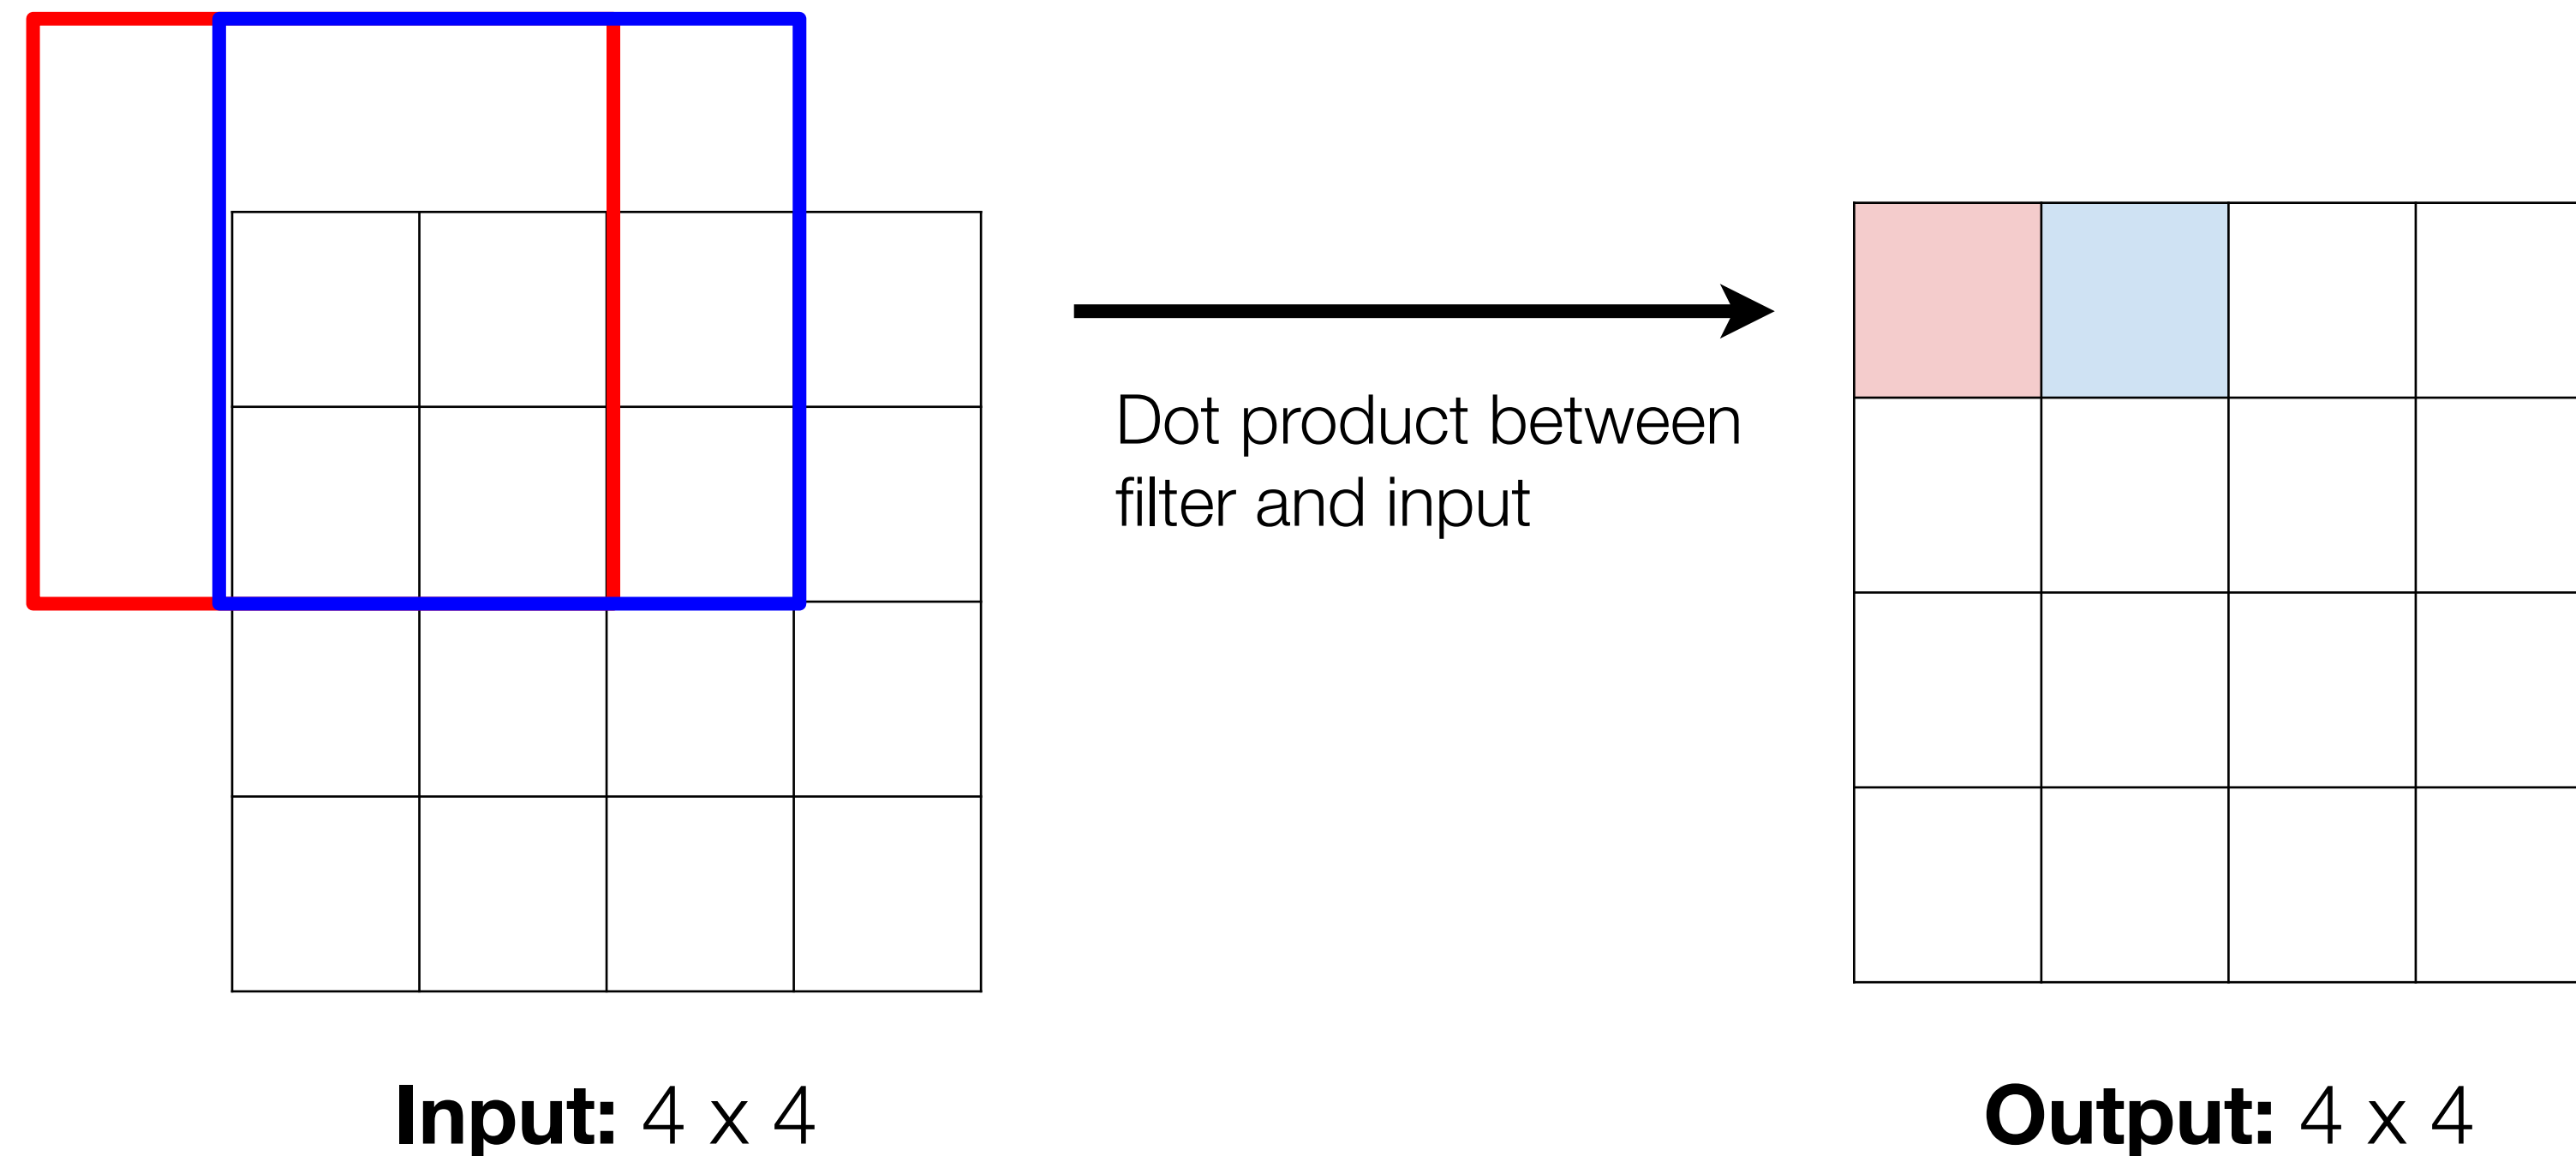 Dot product between
filter and input
Input: 4 x 4
Output: 4 x 4